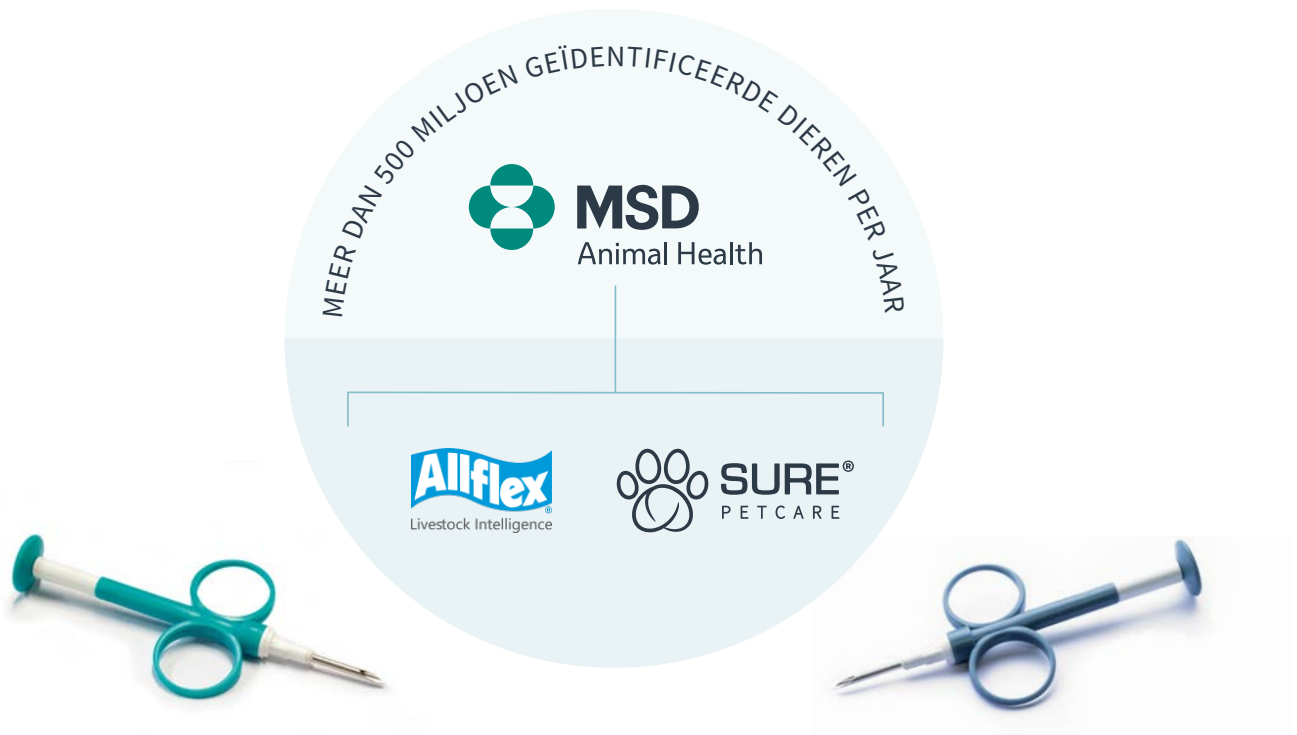 MEER DAN 500 MILJOEN GEÏDENTIFICEERDE DIEREN PER JAAR
MSD
Animal Health
Allflex®
Livestock Intelligence
SURE®
PETCARE